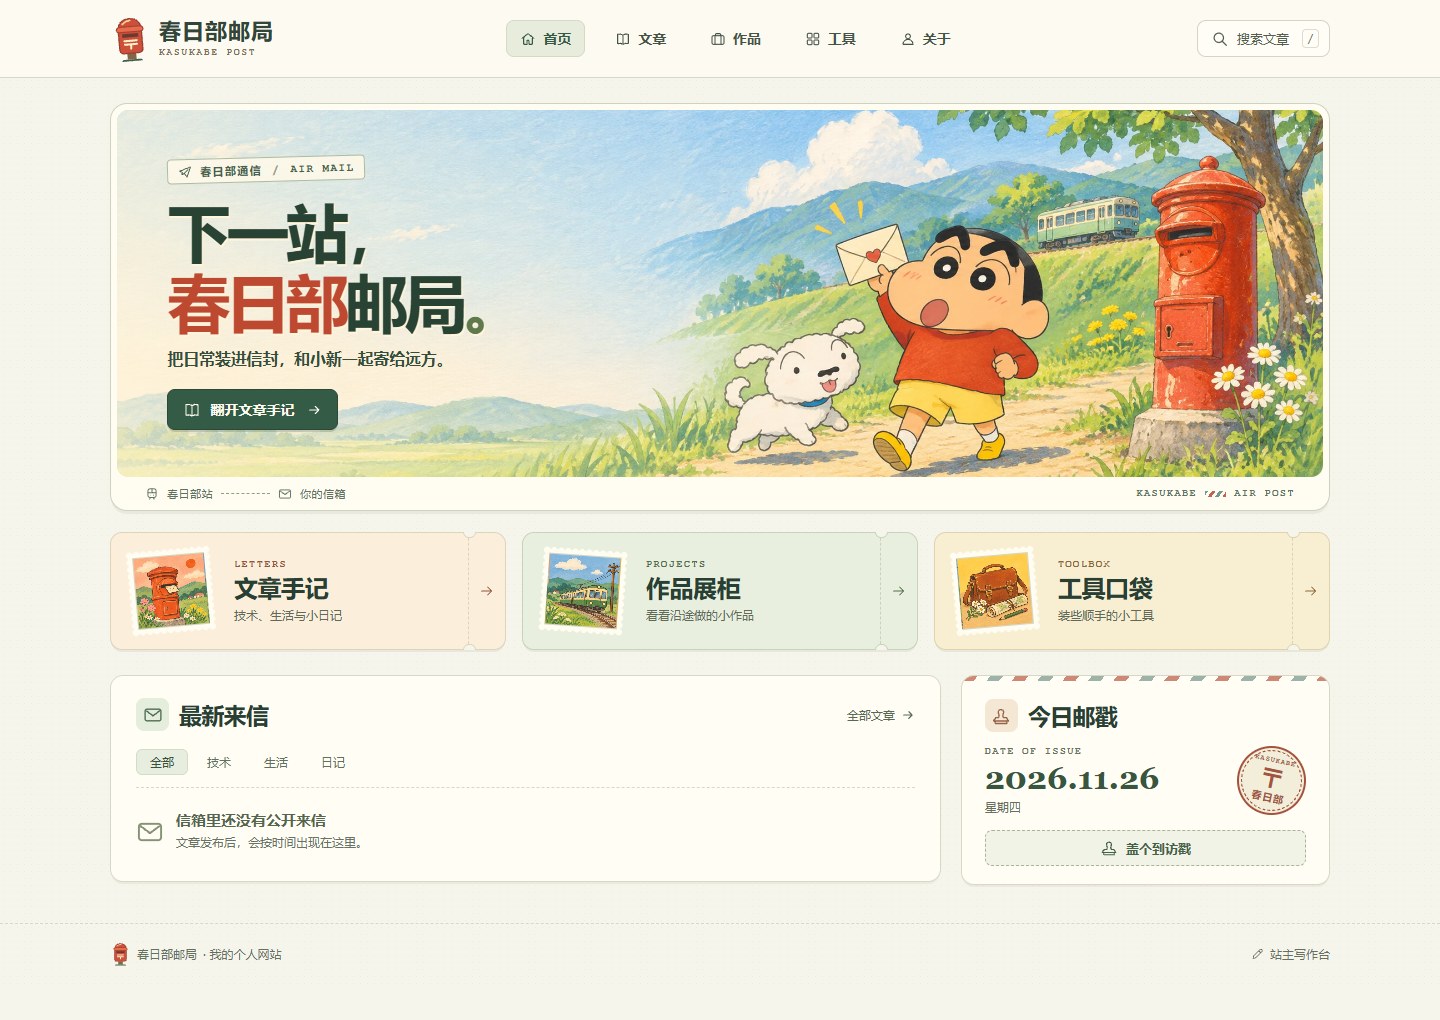 春日部邮局
KASUKABE POST
首页
文章
作品
工具
关于
搜索文章 /
春日部通信 / AIR MAIL
下一站，
春日部邮局。
把日常装进信封，和小新一起寄给远方。
翻开文章手记 →
春日部站
你的信箱
KASUKABE
AIR POST
LETTERS
文章手记
技术、生活与小日记
PROJECTS
作品展柜
看看沿途做的小作品
TOOLBOX
工具口袋
装些顺手的小工具
最新来信
全部文章 →
全部
技术
生活
日记
信箱里还没有公开来信
文章发布后，会按时间出现在这里。
今日邮戳
DATE OF ISSUE
2026.11.26
星期四
KASUKABE
〒
春日部
盖个到访戳
春日部邮局 · 我的个人网站
站主写作台